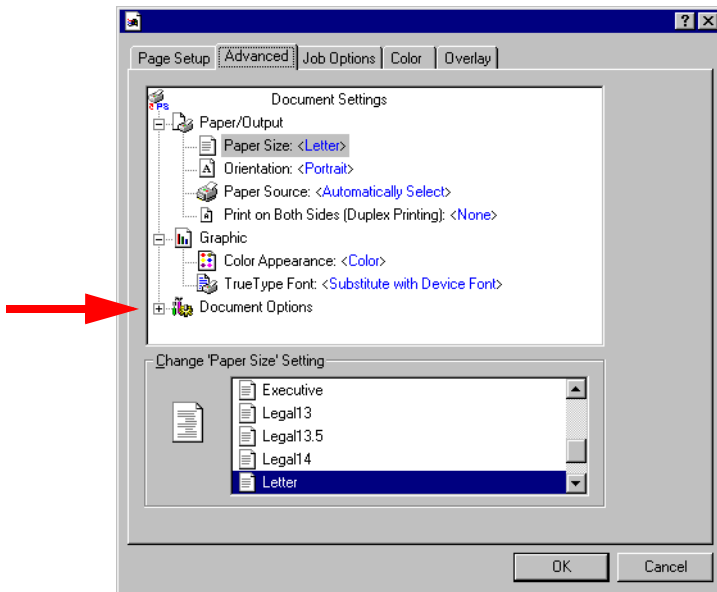 Page Setup Advanced Job Options Color Overlay
PS Document Settings
Paper/Output
Paper Size: <Letter>
A Orientation: <Portrait>
Paper Source: <Automatically Select>
Print on Both Sides (Duplex Printing): <None>
Graphic
Color Appearance: <Color>
TrueType Font: <Substitute with Device Font>
Document Options
Change 'Paper Size' Setting
Executive
Legal13
Legal13.5
Legal14
Letter
OK Cancel